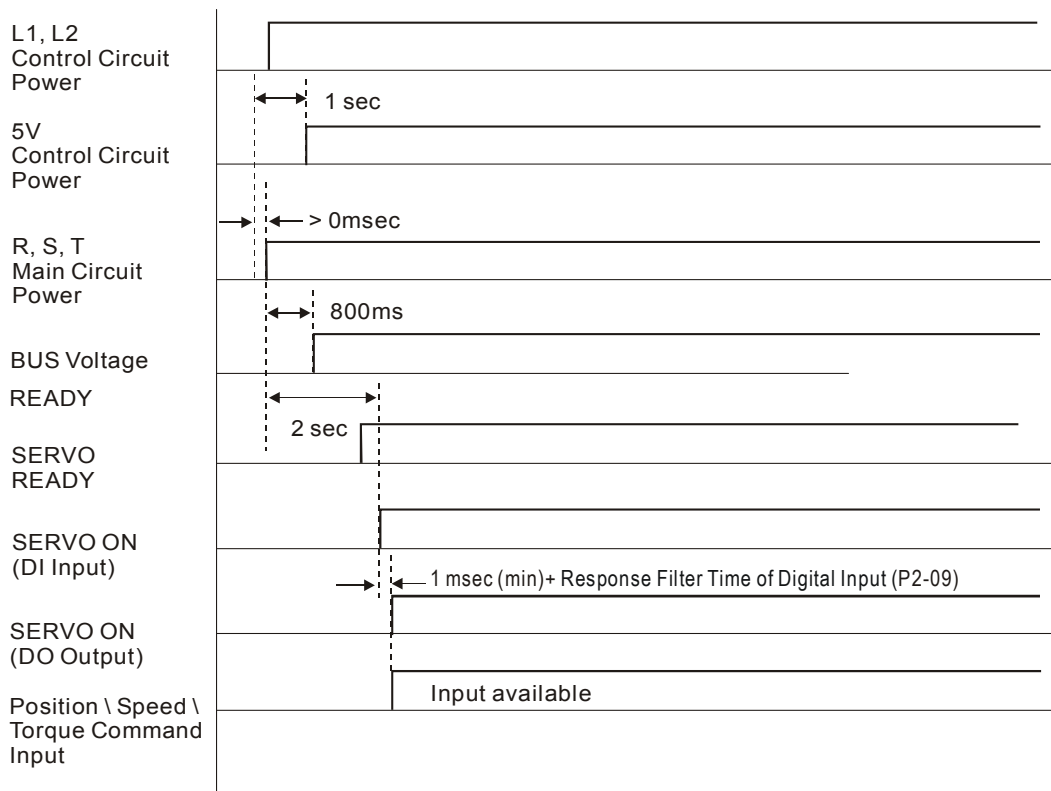 L1, L2
Control Circuit
Power
1 sec
5V
Control Circuit
Power
> 0msec
R, S, T
Main Circuit
Power
800ms
BUS Voltage
READY
2 sec
SERVO
READY
SERVO ON
(DI Input)
1 msec (min)+ Response Filter Time of Digital Input (P2-09)
SERVO ON
(DO Output)
Input available
Position \ Speed \
Torque Command
Input